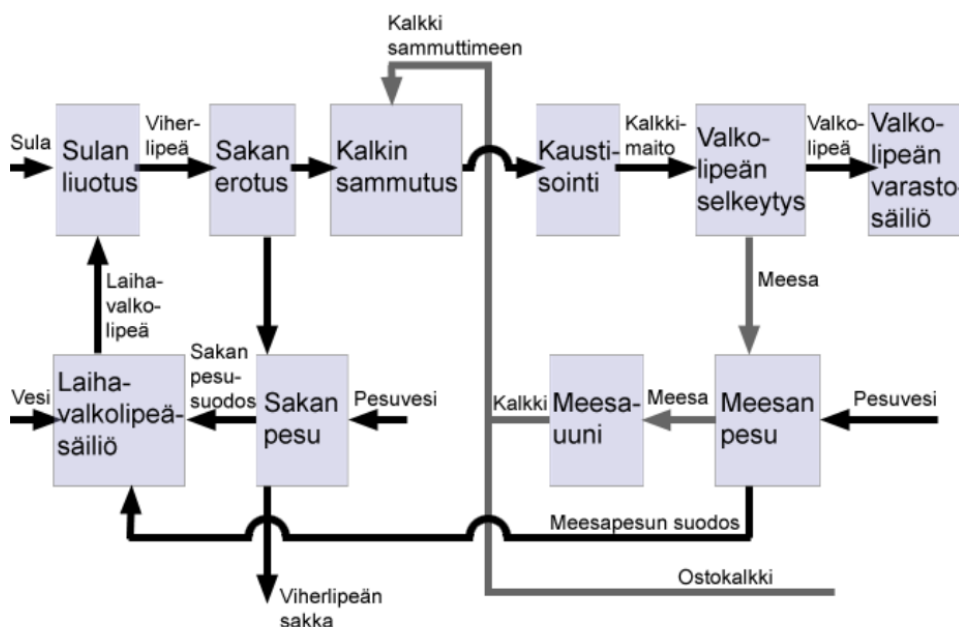 Kalkki
sammuttimeen
Sula
Sulan
liuotus
Viher-
lipeä
Sakan
erotus
Kalkin
sammutus
Kausti-
sointi
Kalkki-
maito
Valko-
lipeän
selkeytys
Valko-
lipeä
Valko-
lipeän
varasto-
säiliö
Laiha-
valko-
lipeä
Meesa
Vesi
Laiha-
valkolipeä-
säiliö
Sakan
pesu-
suodos
Sakan
pesu
Pesuvesi
Kalkki
Meesa-
uuni
Meesa
Meesan
pesu
Pesuvesi
Meesapesun suodos
Ostokalkki
Viherlipeän
sakka